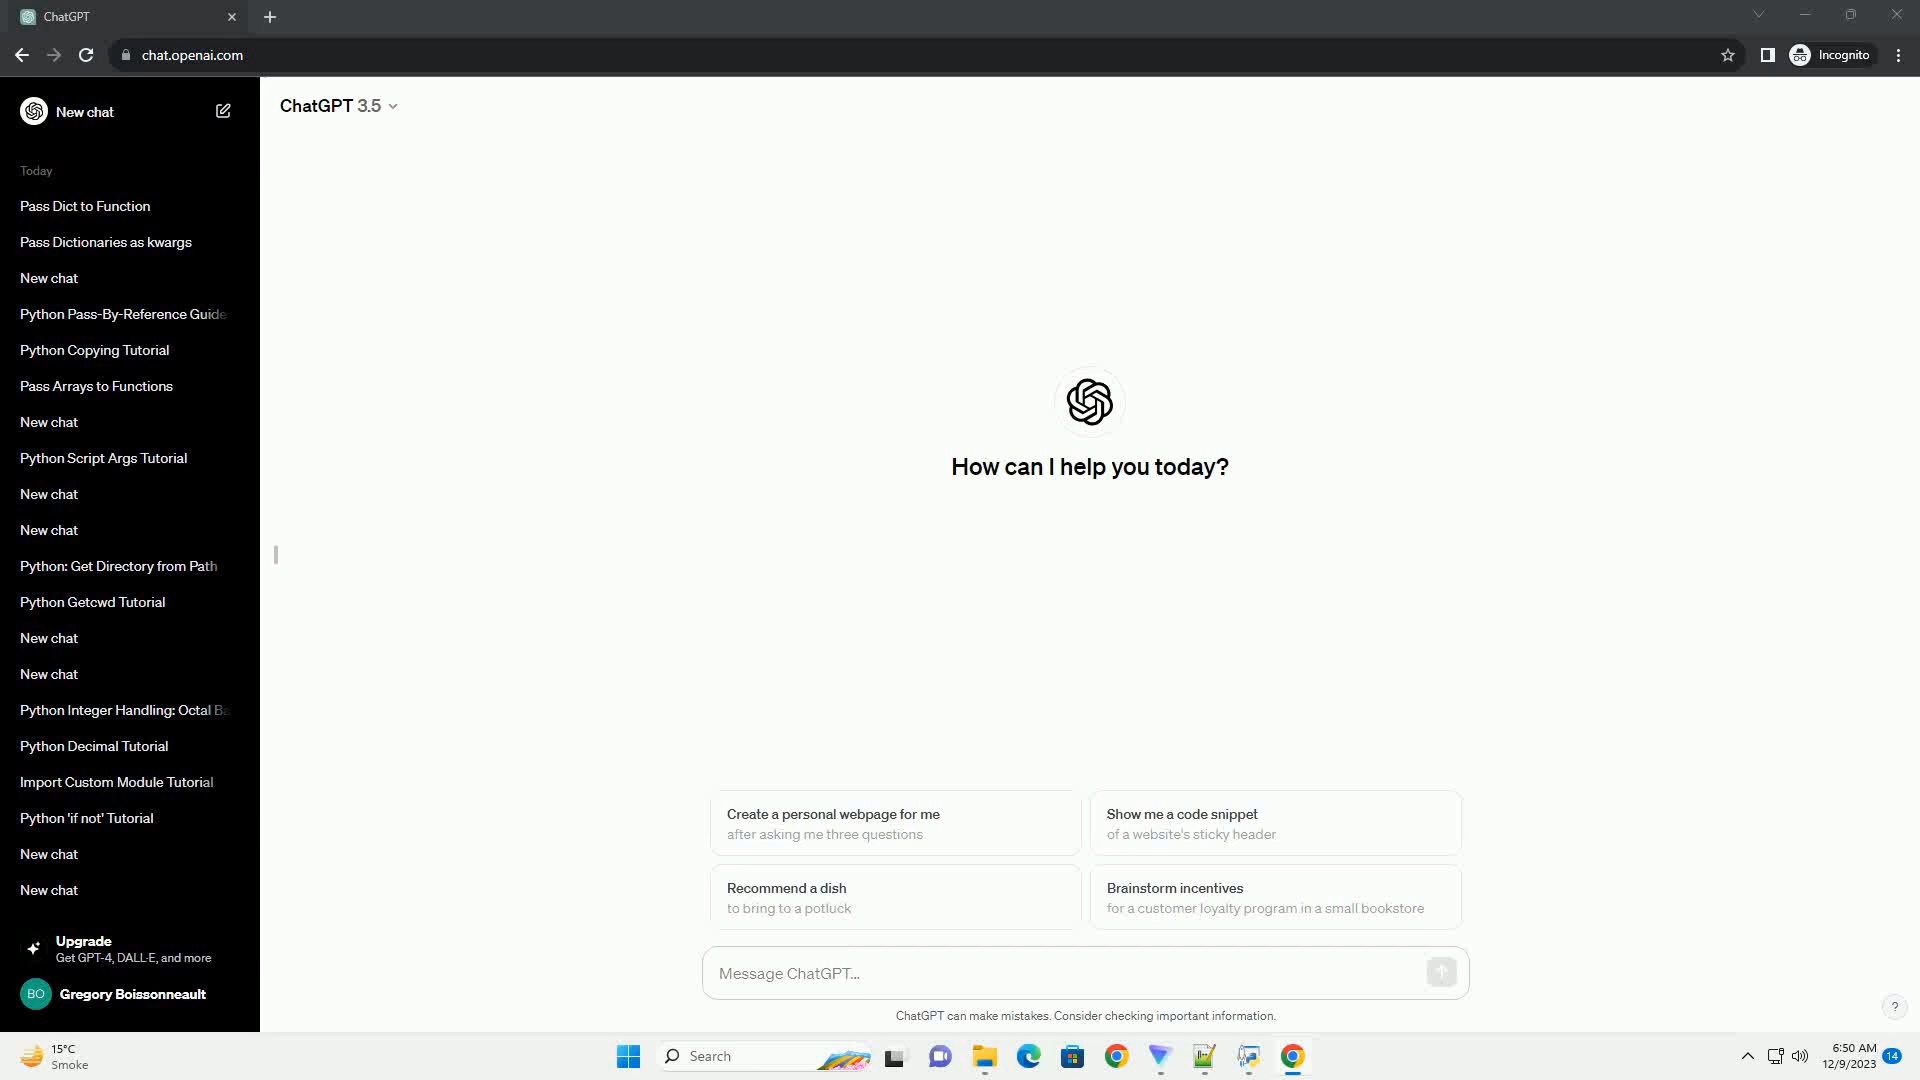 ChatGPT
chat.openai.com
Incognito
New chat
ChatGPT 3.5
Today
Pass Dict to Function
Pass Dictionaries as kwargs
New chat
Python Pass-By-Reference Guide
Python Copying Tutorial
Pass Arrays to Functions
New chat
Python Script Args Tutorial
New chat
New chat
Python: Get Directory from Path
Python Getcwd Tutorial
New chat
New chat
Python Integer Handling: Octal Ba
Python Decimal Tutorial
Import Custom Module Tutorial
Python 'if not' Tutorial
New chat
New chat
Upgrade
Get GPT-4, DALL·E, and more
BO
Gregory Boissonneault
How can I help you today?
Create a personal webpage for me
after asking me three questions
Show me a code snippet
of a website's sticky header
Recommend a dish
to bring to a potluck
Brainstorm incentives
for a customer loyalty program in a small bookstore
Message ChatGPT...
ChatGPT can make mistakes. Consider checking important information.
?
15°C
Smoke
Search
6:50 AM
12/9/2023
14